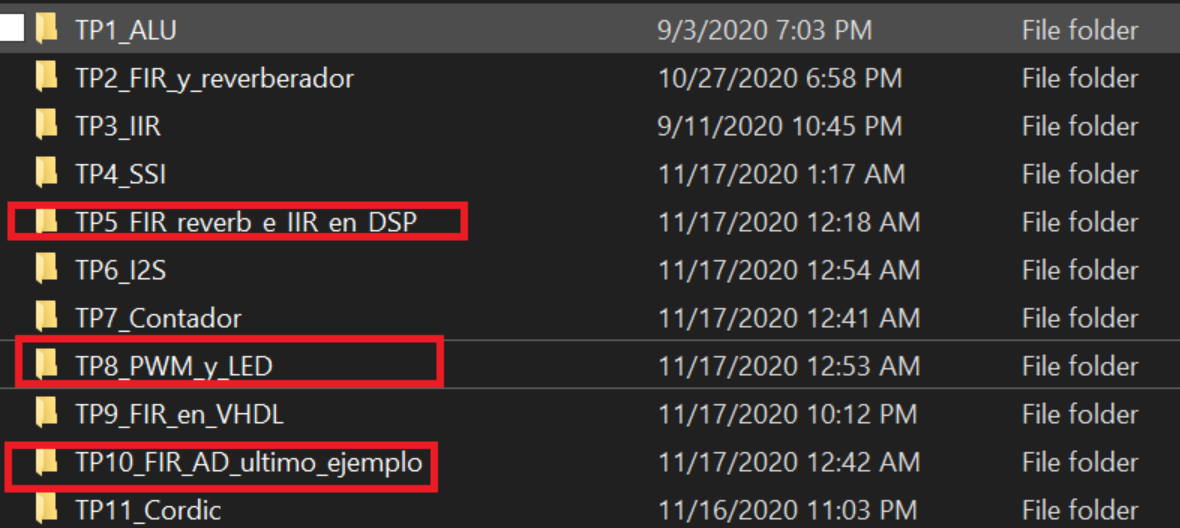 TP1_ALU 9/3/2020 7:03 PM File folder
TP2_FIR_y_reverberador 10/27/2020 6:58 PM File folder
TP3_IIR 9/11/2020 10:45 PM File folder
TP4_SSI 11/17/2020 1:17 AM File folder
TP5_FIR_reverb_e_IIR_en_DSP 11/17/2020 12:18 AM File folder
TP6_I2S 11/17/2020 12:54 AM File folder
TP7_Contador 11/17/2020 12:41 AM File folder
TP8_PWM_y_LED 11/17/2020 12:53 AM File folder
TP9_FIR_en_VHDL 11/17/2020 10:12 PM File folder
TP10_FIR_AD_ultimo_ejemplo 11/17/2020 12:42 AM File folder
TP11_Cordic 11/16/2020 11:03 PM File folder